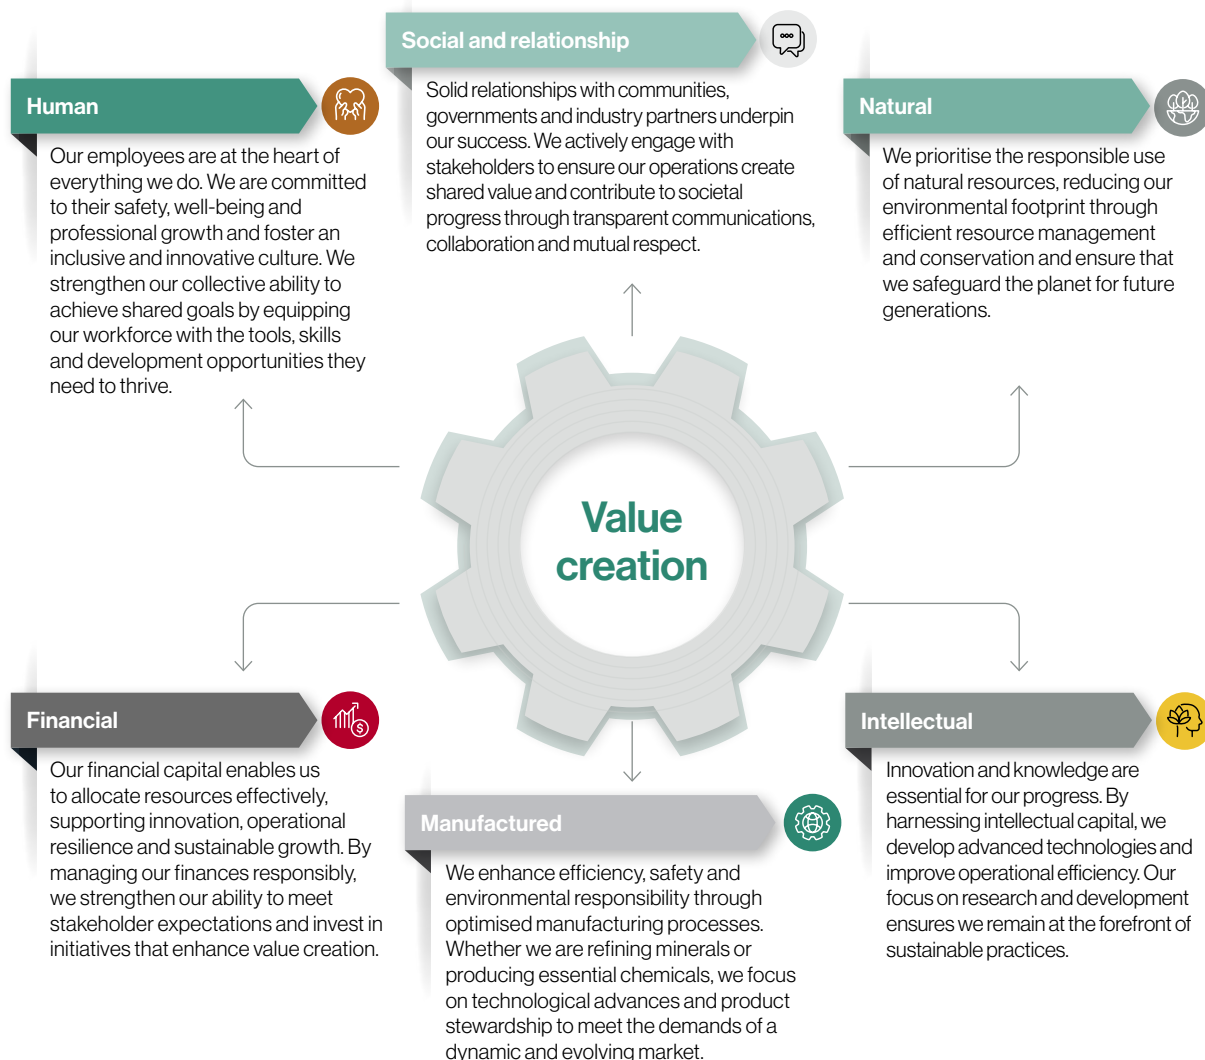 Social and relationship
Solid relationships with communities,
governments and industry partners underpin
our success. We actively engage with
stakeholders to ensure our operations create
shared value and contribute to societal
progress through transparent communications,
collaboration and mutual respect.
Human
Our employees are at the heart of
everything we do. We are committed
to their safety, well-being and
professional growth and foster an
inclusive and innovative culture. We
strengthen our collective ability to
achieve shared goals by equipping
our workforce with the tools, skills
and development opportunities they
need to thrive.
Natural
We prioritise the responsible use
of natural resources, reducing our
environmental footprint through
efficient resource management
and conservation and ensure that
we safeguard the planet for future
generations.
Value
creation
Financial
Our financial capital enables us
to allocate resources effectively,
supporting innovation, operational
resilience and sustainable growth. By
managing our finances responsibly,
we strengthen our ability to meet
stakeholder expectations and invest in
initiatives that enhance value creation.
Manufactured
We enhance efficiency, safety and
environmental responsibility through
optimised manufacturing processes.
Whether we are refining minerals or
producing essential chemicals, we focus
on technological advances and product
stewardship to meet the demands of a
dynamic and evolving market.
Intellectual
Innovation and knowledge are
essential for our progress. By
harnessing intellectual capital, we
develop advanced technologies and
improve operational efficiency. Our
focus on research and development
ensures we remain at the forefront of
sustainable practices.